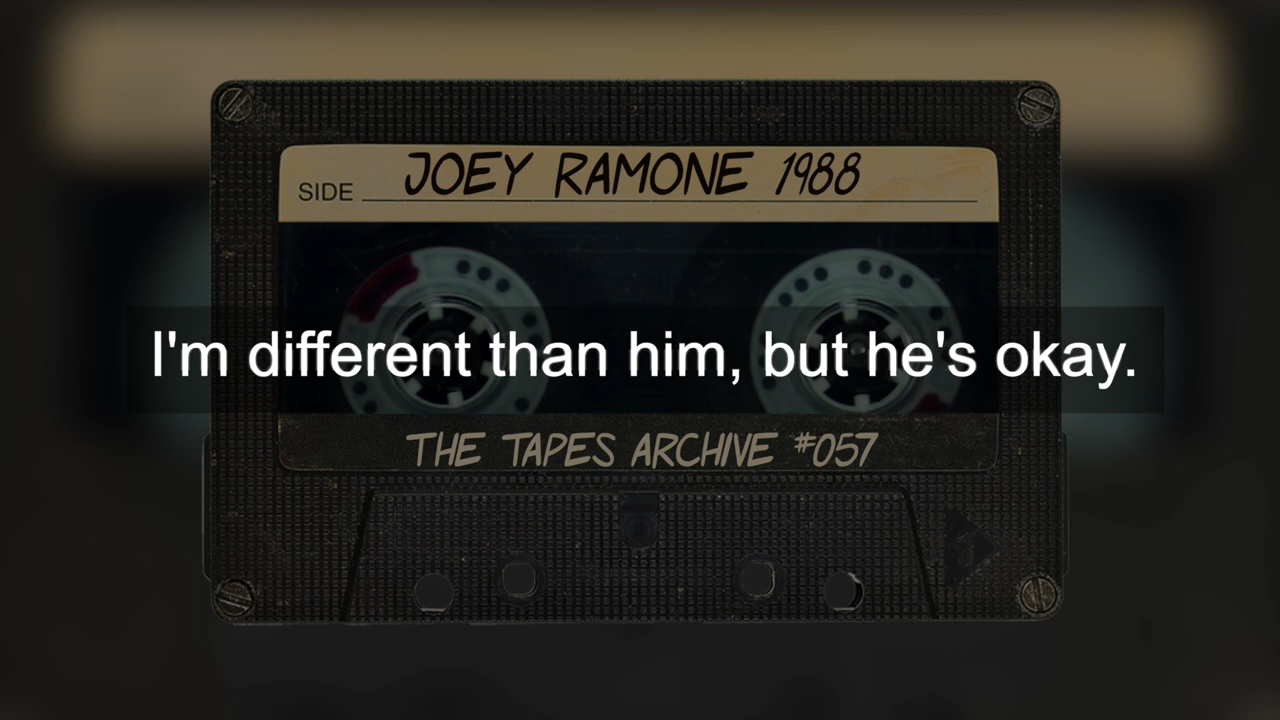 JOEY RAMONE 1988
SIDE
I'm different than him, but he's okay.
THE TAPES ARCHIVE #057